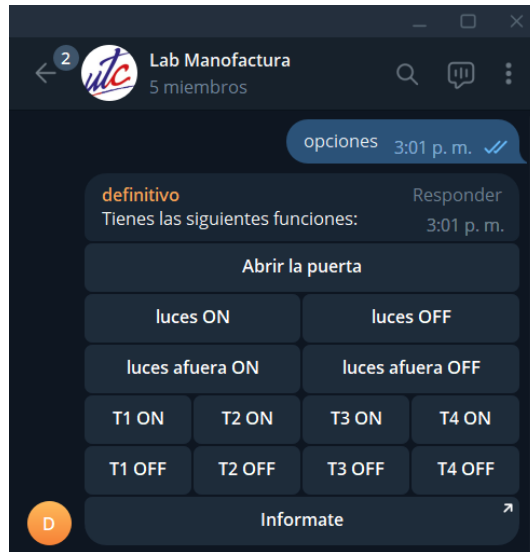 2
utc
Lab Manofactura
5 miembros
opciones 3:01 p. m.
definitivo Responder
Tienes las siguientes funciones: 3:01 p. m.
Abrir la puerta
luces ON luces OFF
luces afuera ON luces afuera OFF
T1 ON T2 ON T3 ON T4 ON
T1 OFF T2 OFF T3 OFF T4 OFF
D Informate